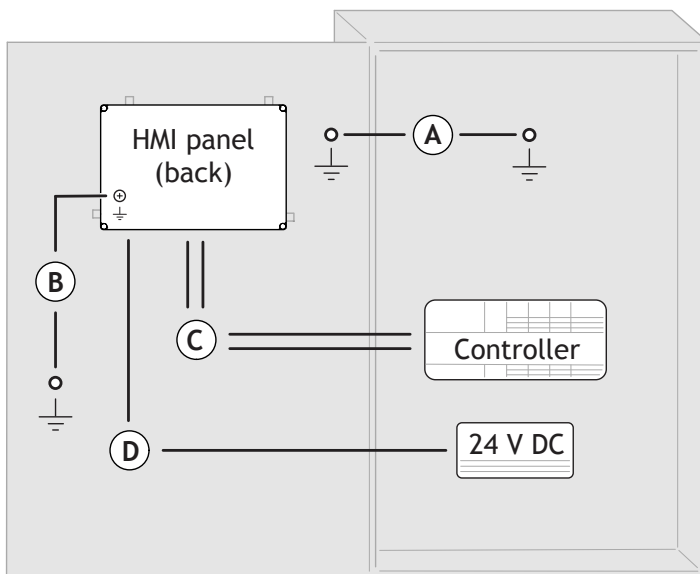 HMI panel
(back)
A
B
C
Controller
D
24 V DC